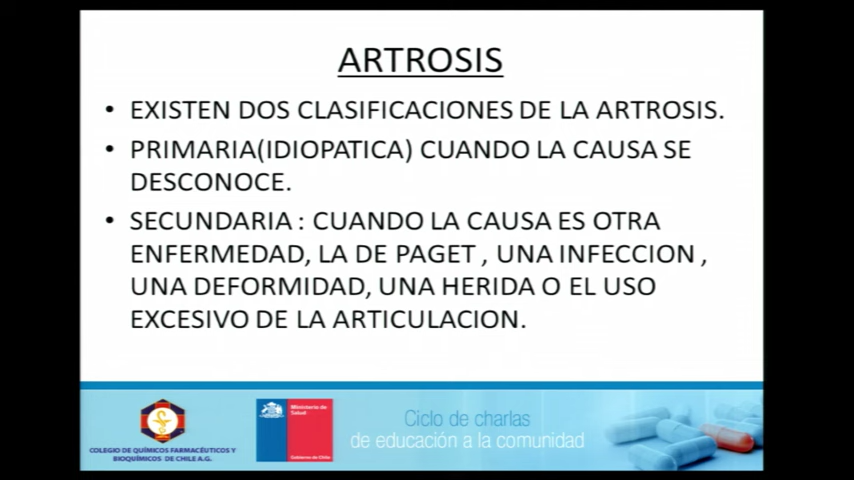 ARTROSIS
• EXISTEN DOS CLASIFICACIONES DE LA ARTROSIS.
• PRIMARIA(IDIOPATICA) CUANDO LA CAUSA SE
DESCONOCE.
• SECUNDARIA : CUANDO LA CAUSA ES OTRA
ENFERMEDAD, LA DE PAGET , UNA INFECCION ,
UNA DEFORMIDAD, UNA HERIDA O EL USO
EXCESIVO DE LA ARTICULACION.
COLEGIO DE QUÍMICOS FARMACÉUTICOS Y
BIOQUÍMICOS DE CHILE A.G.
Ministerio de
Salud
Gobierno de Chile
Ciclo de charlas
de educación a la comunidad